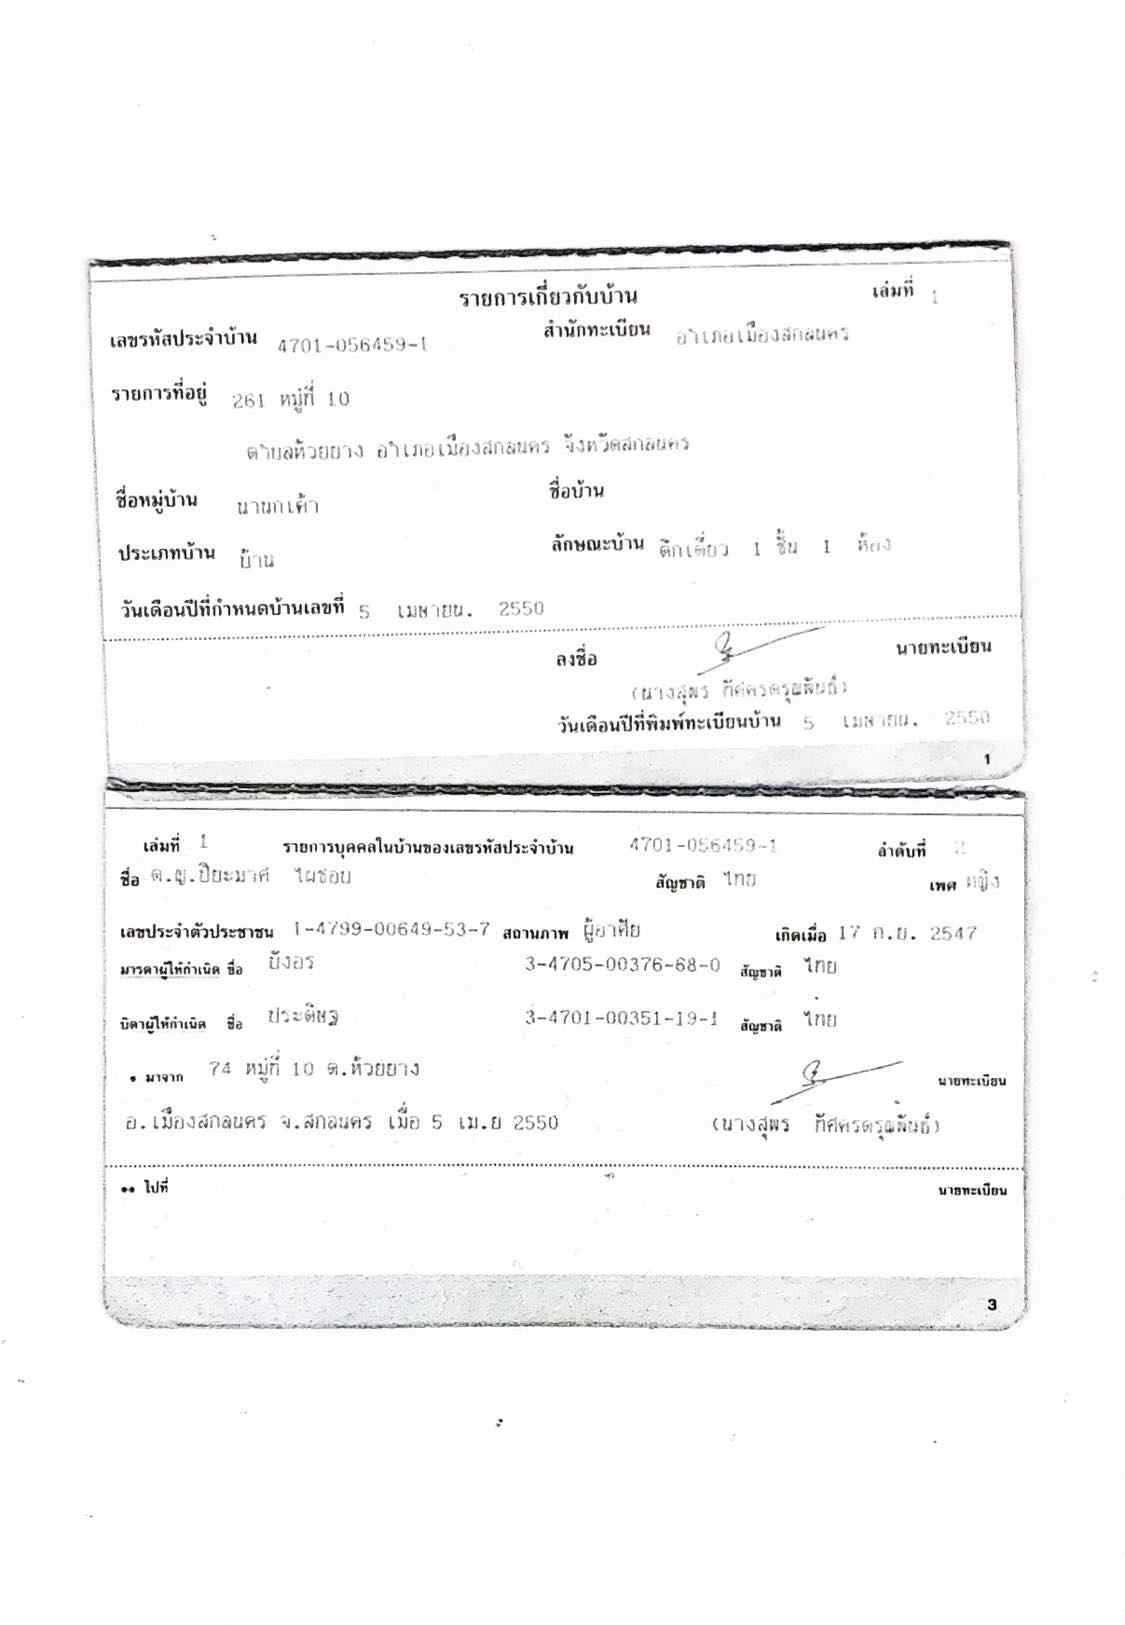 รายการเกี่ยวกับบ้าน เล่มที่ 1
เลขรหัสประจำบ้าน 4701-056459-1 สำนักทะเบียน อำเภอเมืองสกลนคร
รายการที่อยู่ 261 หมู่ที่ 10
ตำบลห้วยยาง อำเภอเมืองสกลนคร จังหวัดสกลนคร
ชื่อหมู่บ้าน นานกเค้า ชื่อบ้าน
ประเภทบ้าน บ้าน ลักษณะบ้าน ตึกเดี่ยว 1 ชั้น 1 ห้อง
วันเดือนปีที่กำหนดบ้านเลขที่ 5 เมษายน. 2550
ลงชื่อ นายทะเบียน
(นางสุพร ทัศคร)
วันเดือนปีที่พิมพ์ทะเบียนบ้าน 5 เมษายน. 2550
1
เล่มที่ 1 รายการบุคคลในบ้านของเลขรหัสประจำบ้าน 4701-056459-1 ลำดับที่ 2
ชื่อ ด.ญ.ปิยะมาศ ไผ่ชอบ สัญชาติ ไทย เพศ หญิง
เลขประจำตัวประชาชน 1-4799-00649-53-7 สถานภาพ ผู้อาศัย เกิดเมื่อ 17 ก.ย. 2547
มารดาผู้ให้กำเนิด ชื่อ บังอร 3-4705-00376-68-0 สัญชาติ ไทย
บิดาผู้ให้กำเนิด ชื่อ ประดิษฐ 3-4701-00351-19-1 สัญชาติ ไทย
• มาจาก 74 หมู่ที่ 10 ต.ห้วยยาง นายทะเบียน
อ.เมืองสกลนคร จ.สกลนคร เมื่อ 5 เม.ย 2550 (นางสุพร)
•• ไปที่ นายทะเบียน
3